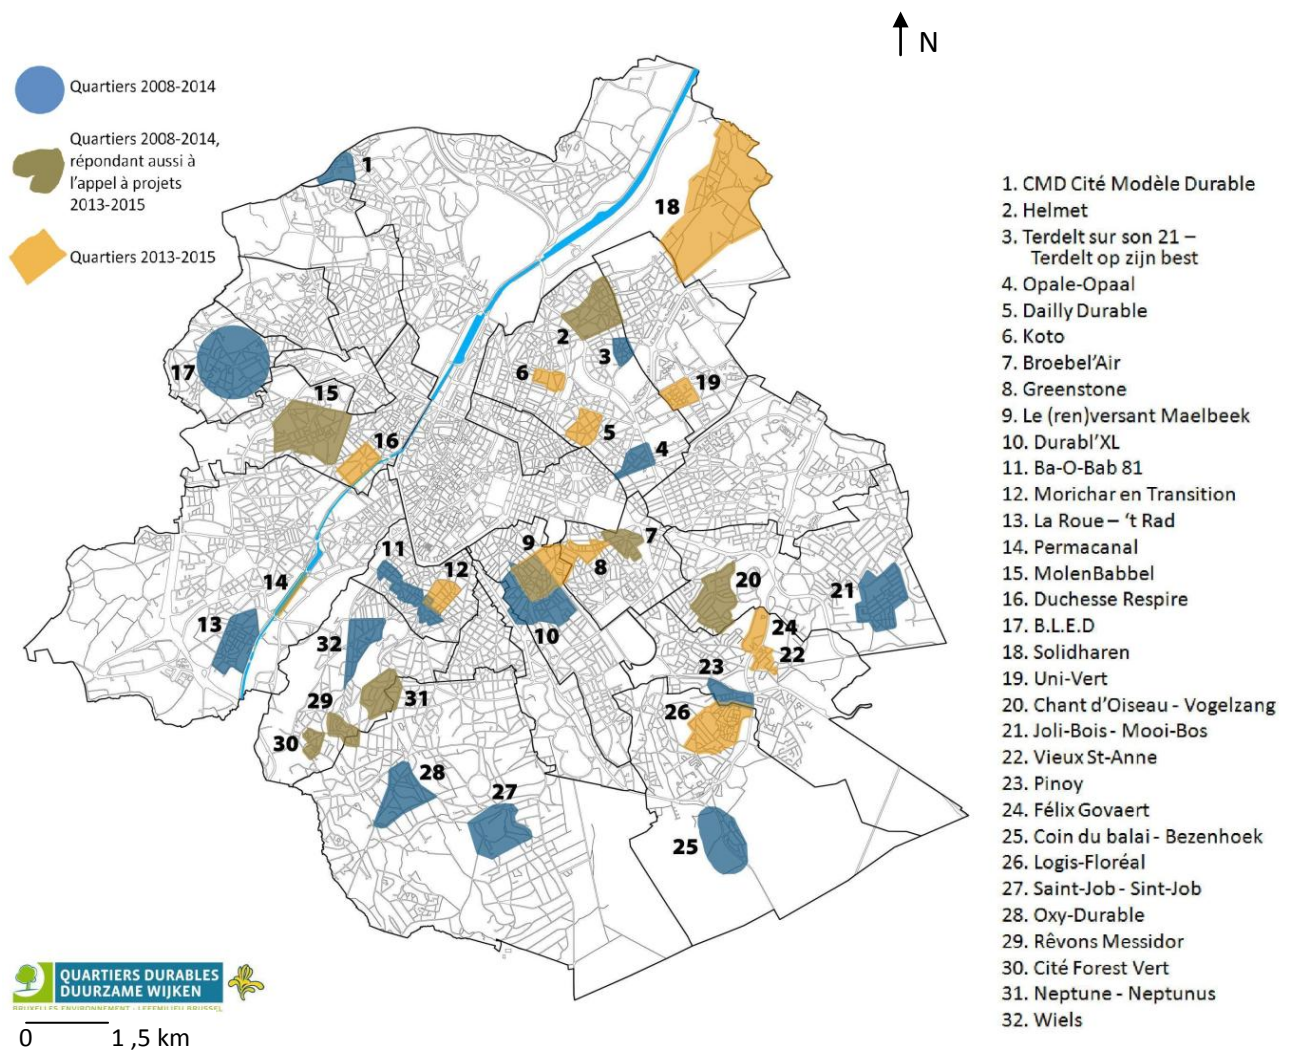 N
Quartiers 2008-2014
Quartiers 2008-2014,
répondant aussi à
l'appel à projets
2013-2015
Quartiers 2013-2015
1
18
2
3
17
6
19
15
5
16
4
9
7
8
11
12
14
20
21
13
10
24
32
22
23
29
31
26
30
28
27
25
1. CMD Cité Modèle Durable
2. Helmet
3. Terdelt sur son 21 –
Terdelt op zijn best
4. Opale-Opaal
5. Dailly Durable
6. Koto
7. Broebel'Air
8. Greenstone
9. Le (ren)versant Maelbeek
10. Durabl'XL
11. Ba-O-Bab 81
12. Morichar en Transition
13. La Roue – 't Rad
14. Permacanal
15. MolenBabbel
16. Duchesse Respire
17. B.L.E.D
18. Solidharen
19. Uni-Vert
20. Chant d'Oiseau - Vogelzang
21. Joli-Bois - Mooi-Bos
22. Vieux St-Anne
23. Pinoy
24. Félix Govaert
25. Coin du balai - Bezenhoek
26. Logis-Floréal
27. Saint-Job - Sint-Job
28. Oxy-Durable
29. Rêvons Messidor
30. Cité Forest Vert
31. Neptune - Neptunus
32. Wiels
QUARTIERS DURABLES
DUURZAME WIJKEN
BRUXELLES ENVIRONNEMENT - LEEFMILIEU BRUSSEL
0 1 ,5 km